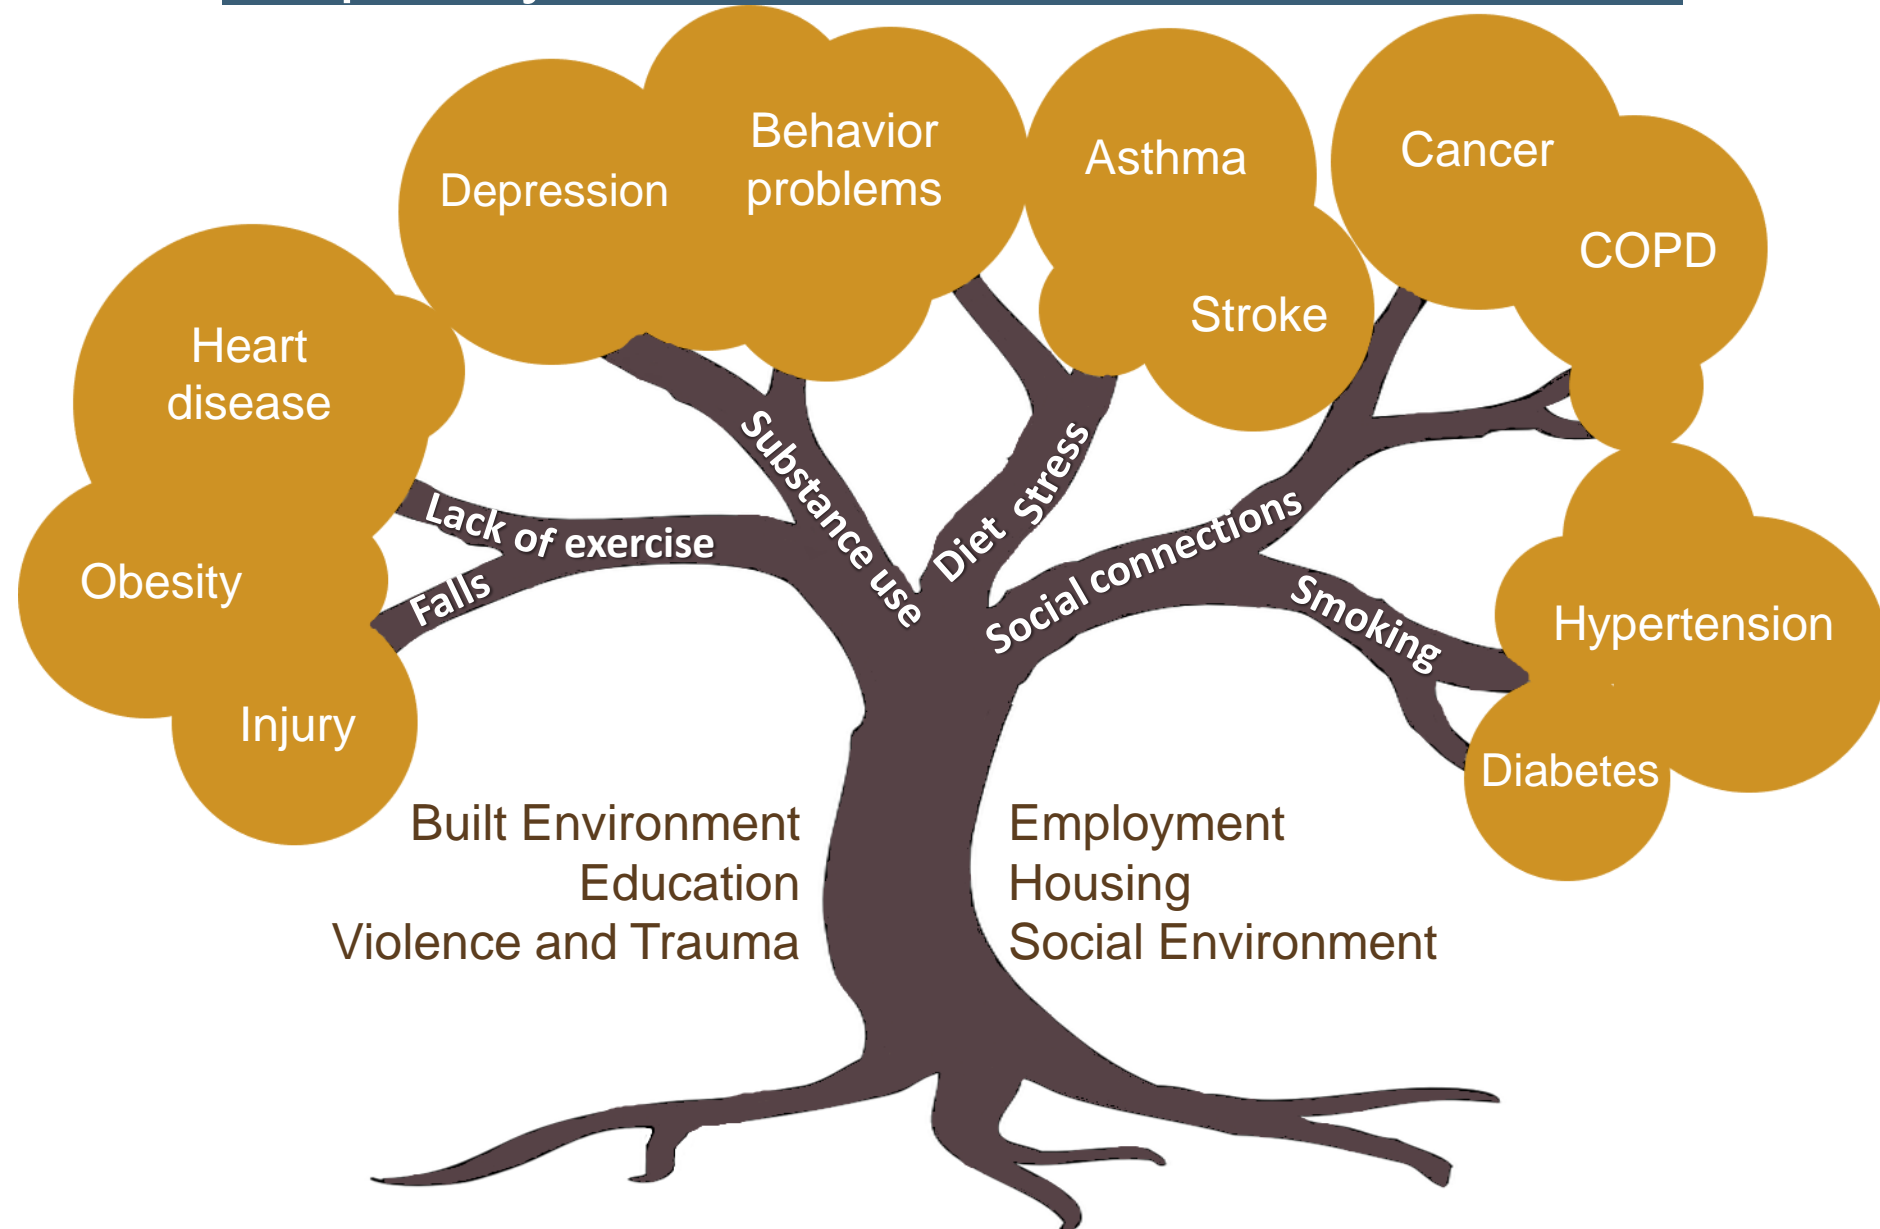 Behavior
problems
Depression
Asthma
Cancer
COPD
Stroke
Heart
disease
Obesity
Injury
Hypertension
Diabetes
Lack of exercise
Falls
Substance use
Diet Stress
Social connections
Smoking
Built Environment
Education
Violence and Trauma
Employment
Housing
Social Environment